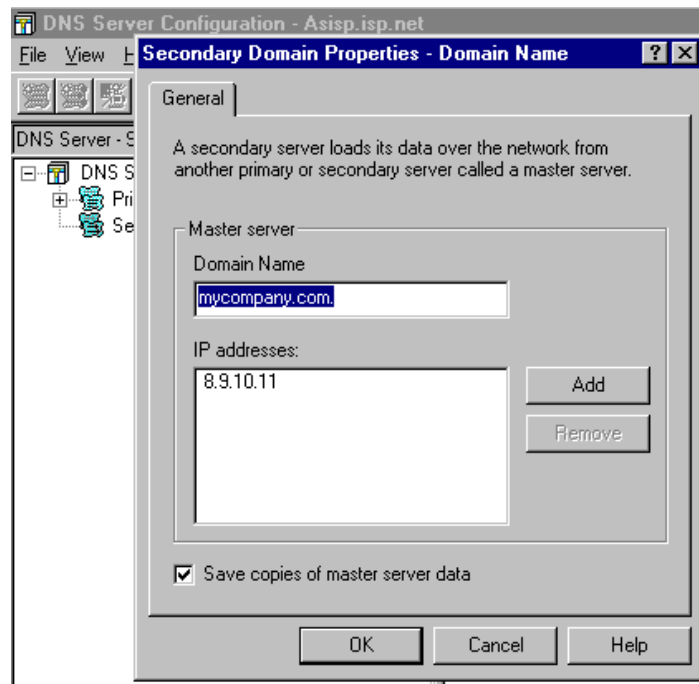 DNS Server Configuration - Asisp.isp.net
File View H
Secondary Domain Properties - Domain Name
General
DNS Server - S
DNS S
Pri
Se
A secondary server loads its data over the network from
another primary or secondary server called a master server.
Master server
Domain Name
mycompany.com.
IP addresses:
8.9.10.11
Add
Remove
Save copies of master server data
OK Cancel Help